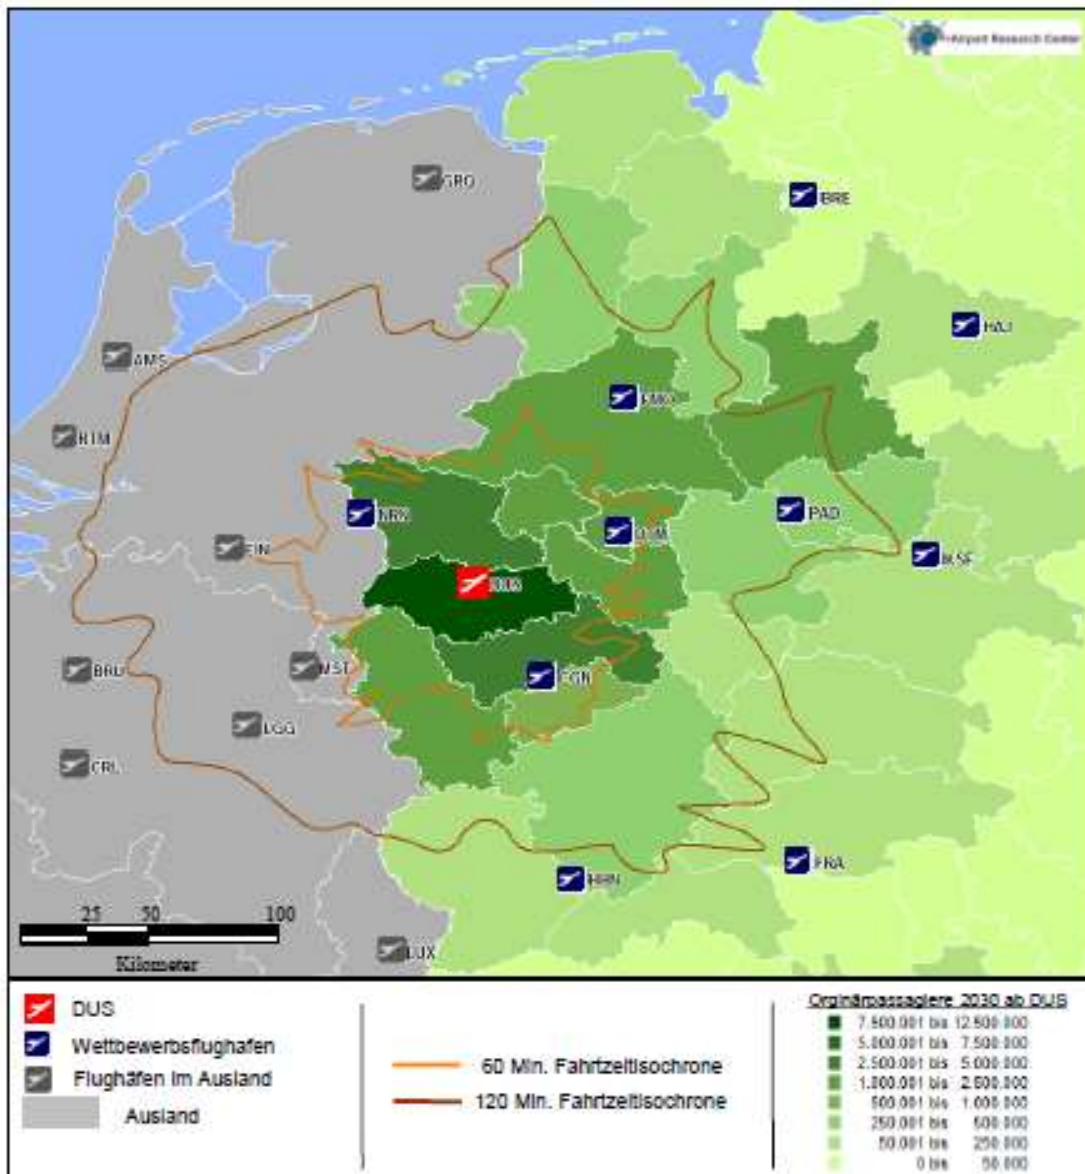 Airport Research Center
GRQ
BRE
HAJ
AMS
FMO
RTM
NRN
PAD
EIN
DTM
KSF
DUS
BRU
MST
CGN
LGG
CRL
FRA
HHN
25 50 100
LUX
Kilometer
DUS
Wettbewerbsflughafen
Flughäfen im Ausland
Ausland
60 Min. Fahrtzeitisochrone
120 Min. Fahrtzeitisochrone
Orginärpassagiere 2030 ab DUS
7.500.001 bis 12.500.000
5.000.001 bis 7.500.000
2.500.001 bis 5.000.000
1.000.001 bis 2.500.000
500.001 bis 1.000.000
250.001 bis 500.000
50.001 bis 250.000
0 bis 50.000